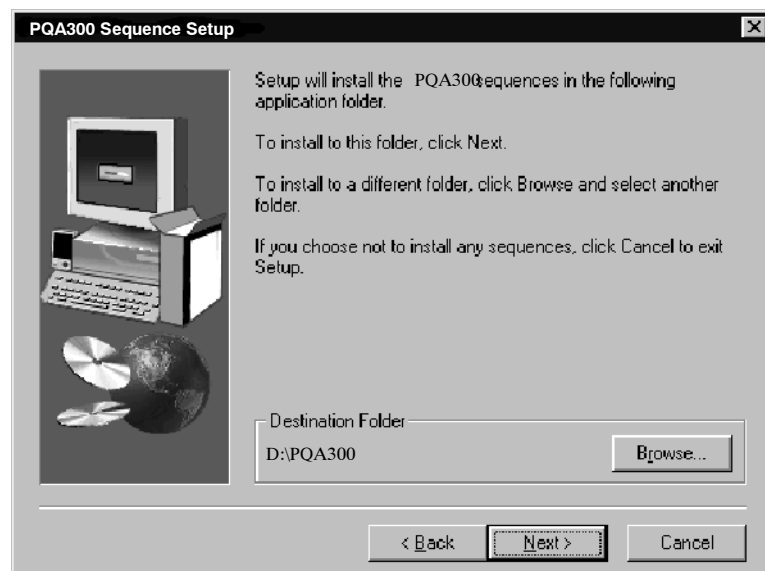 PQA300 Sequence Setup
Setup will install the PQA300sequences in the following
application folder.
To install to this folder, click Next.
To install to a different folder, click Browse and select another
folder.
If you choose not to install any sequences, click Cancel to exit
Setup.
Destination Folder
D:\PQA300
Browse...
< Back
Next >
Cancel